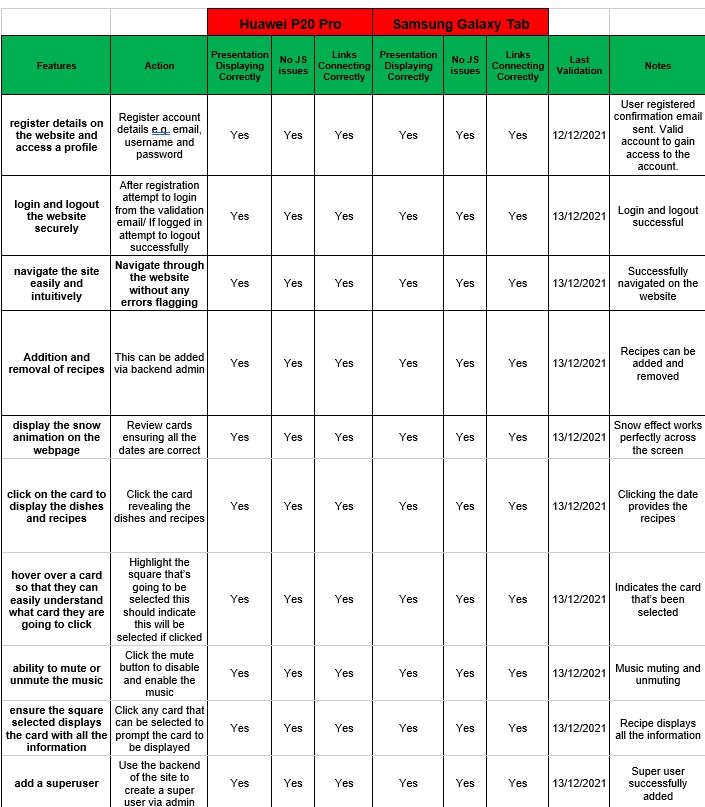 Huawei P20 Pro Samsung Galaxy Tab
Features Action Presentation Displaying Correctly No JS issues Links Connecting Correctly Presentation Displaying Correctly No JS issues Links Connecting Correctly Last Validation Notes
register details on the website and access a profile Register account details e.g. email, username and password Yes Yes Yes Yes Yes Yes 12/12/2021 User registered confirmation email sent. Valid account to gain access to the account.
login and logout the website securely After registration attempt to login from the validation email/ If logged in attempt to logout successfully Yes Yes Yes Yes Yes Yes 13/12/2021 Login and logout successful
navigate the site easily and intuitively Navigate through the website without any errors flagging Yes Yes Yes Yes Yes Yes 13/12/2021 Successfully navigated on the website
Addition and removal of recipes This can be added via backend admin Yes Yes Yes Yes Yes Yes 13/12/2021 Recipes can be added and removed
display the snow animation on the webpage Review cards ensuring all the dates are correct Yes Yes Yes Yes Yes Yes 13/12/2021 Snow effect works perfectly across the screen
click on the card to display the dishes and recipes Click the card revealing the dishes and recipes Yes Yes Yes Yes Yes Yes 13/12/2021 Clicking the date provides the recipes
hover over a card so that they can easily understand what card they are going to click Highlight the square that's going to be selected this should indicate this will be selected if clicked Yes Yes Yes Yes Yes Yes 13/12/2021 Indicates the card that's been selected
ability to mute or unmute the music Click the mute button to disable and enable the music Yes Yes Yes Yes Yes Yes 13/12/2021 Music muting and unmuting
ensure the square selected displays the card with all the information Click any card that can be selected to prompt the card to be displayed Yes Yes Yes Yes Yes Yes 13/12/2021 Recipe displays all the information
add a superuser Use the backend of the site to create a super user via admin Yes Yes Yes Yes Yes Yes 13/12/2021 Super user successfully added